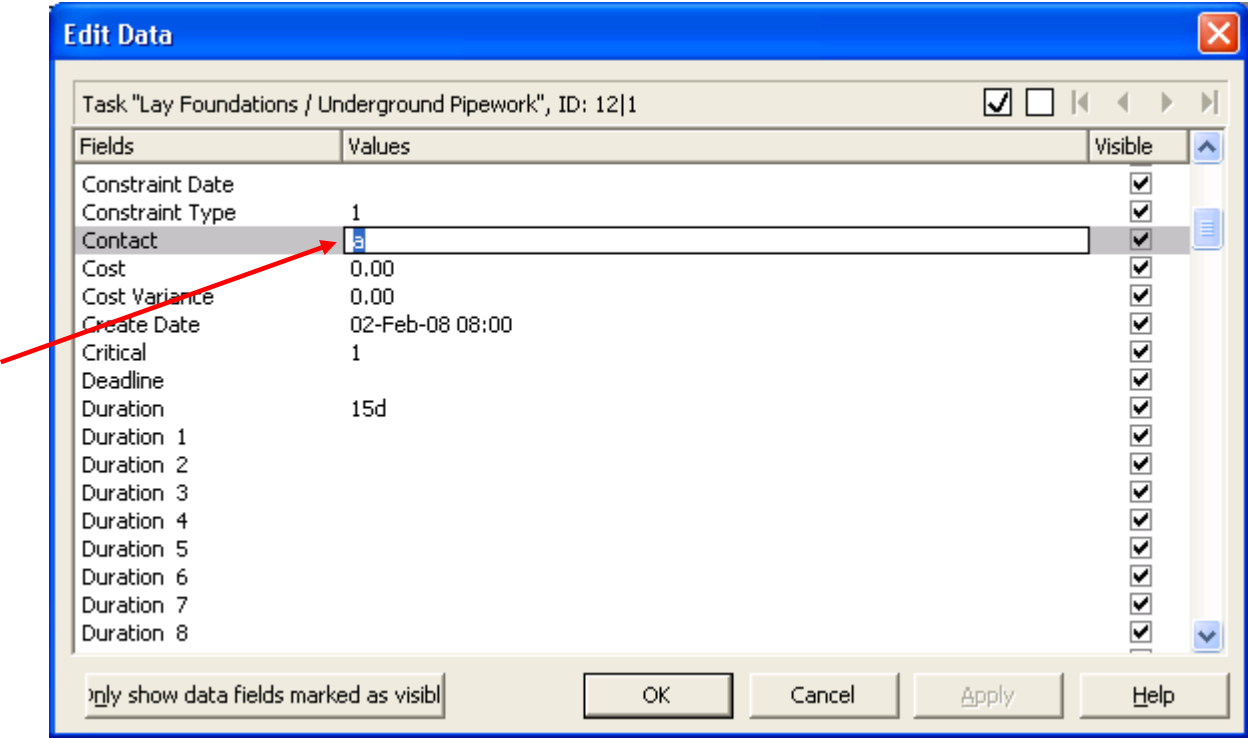 Edit Data
Task "Lay Foundations / Underground Pipework", ID: 12|1
Fields Values Visible
Constraint Date
Constraint Type 1
Contact a
Cost 0.00
Cost Variance 0.00
Create Date 02-Feb-08 08:00
Critical 1
Deadline
Duration 15d
Duration 1
Duration 2
Duration 3
Duration 4
Duration 5
Duration 6
Duration 7
Duration 8
Only show data fields marked as visibl OK Cancel Apply Help